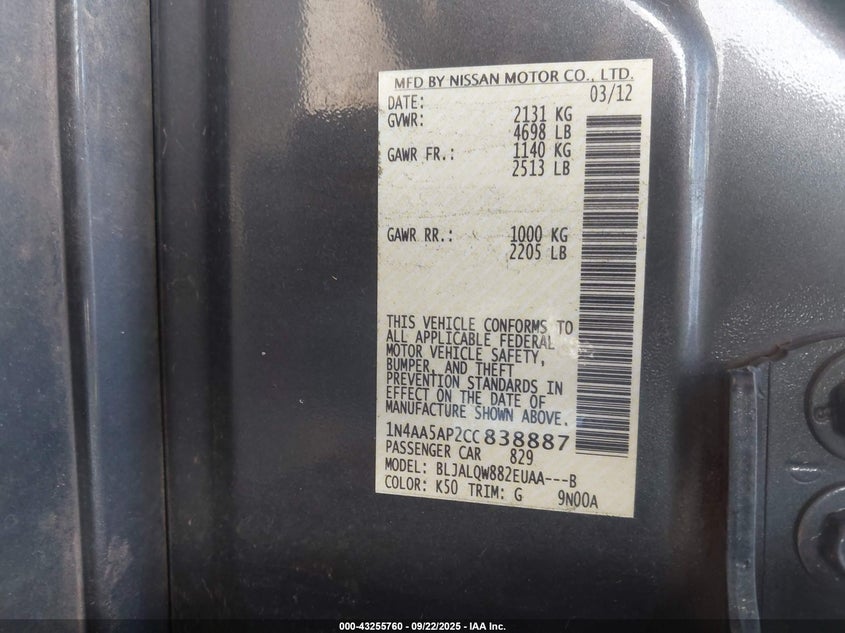 MFD BY NISSAN MOTOR CO., LTD.
DATE: 03/12
GVWR: 2131 KG
4698 LB
GAWR FR.: 1140 KG
2513 LB
GAWR RR.: 1000 KG
2205 LB
THIS VEHICLE CONFORMS TO
ALL APPLICABLE FEDERAL
MOTOR VEHICLE SAFETY,
BUMPER, AND THEFT
PREVENTION STANDARDS IN
EFFECT ON THE DATE OF
MANUFACTURE SHOWN ABOVE.
1N4AA5AP2CC838887
PASSENGER CAR 829
MODEL: BLJALQW882EUAA---B
COLOR: K50 TRIM: G 9N00A
000-43255760 - 09/22/2025 - IAA Inc.